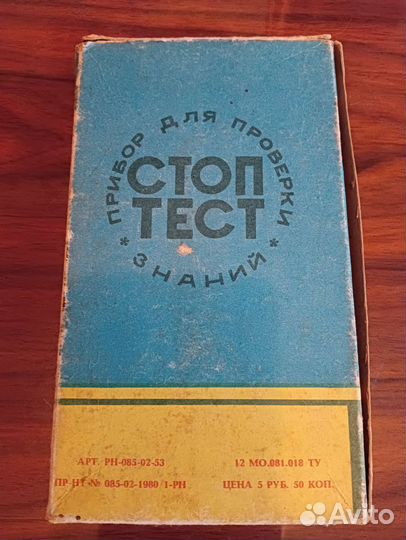 ПРИБОР ДЛЯ ПРОВЕРКИ
СТОП
ТЕСТ
* ЗНАНИЙ *
АРТ. РН-085-02-53
12 МО.081.018 ТУ
ПР-НТ-№ 085-02-1980/1-РН
ЦЕНА 5 РУБ. 50 КОП.
Avito